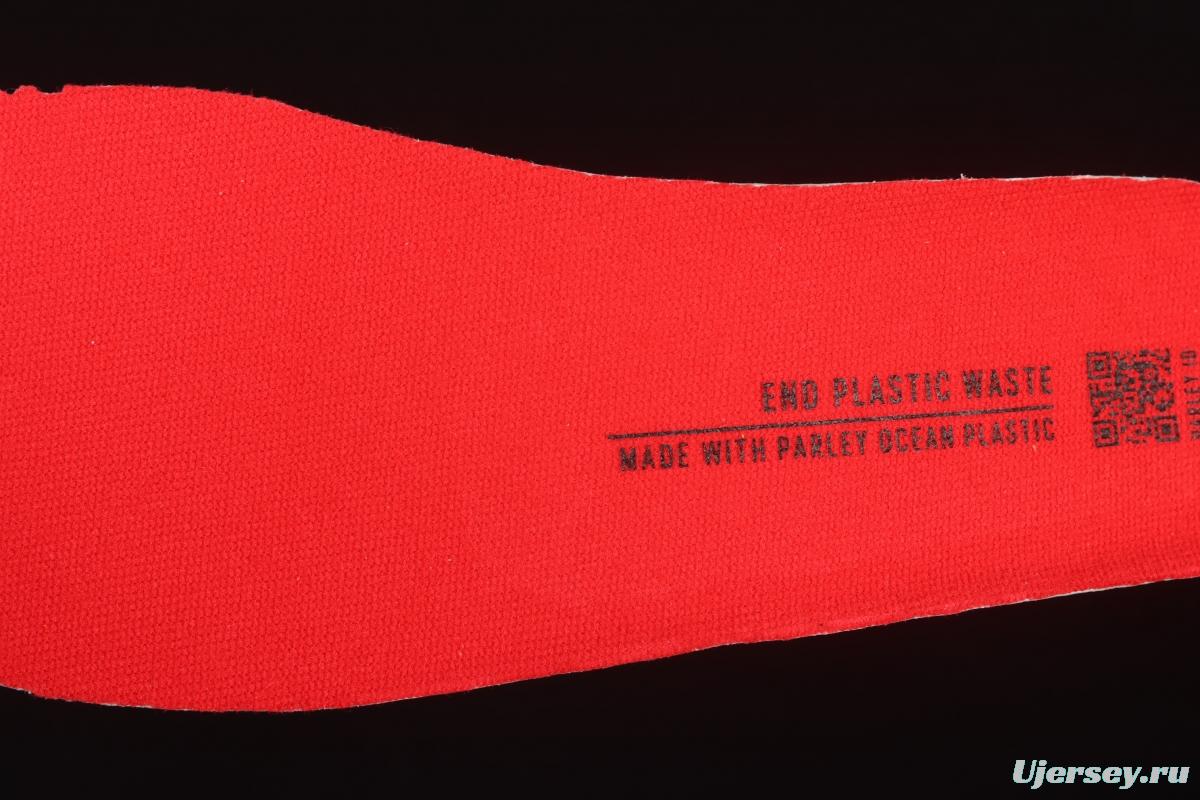 END PLASTIC WASTE
MADE WITH PARLEY OCEAN PLASTIC
Ujersey.ru